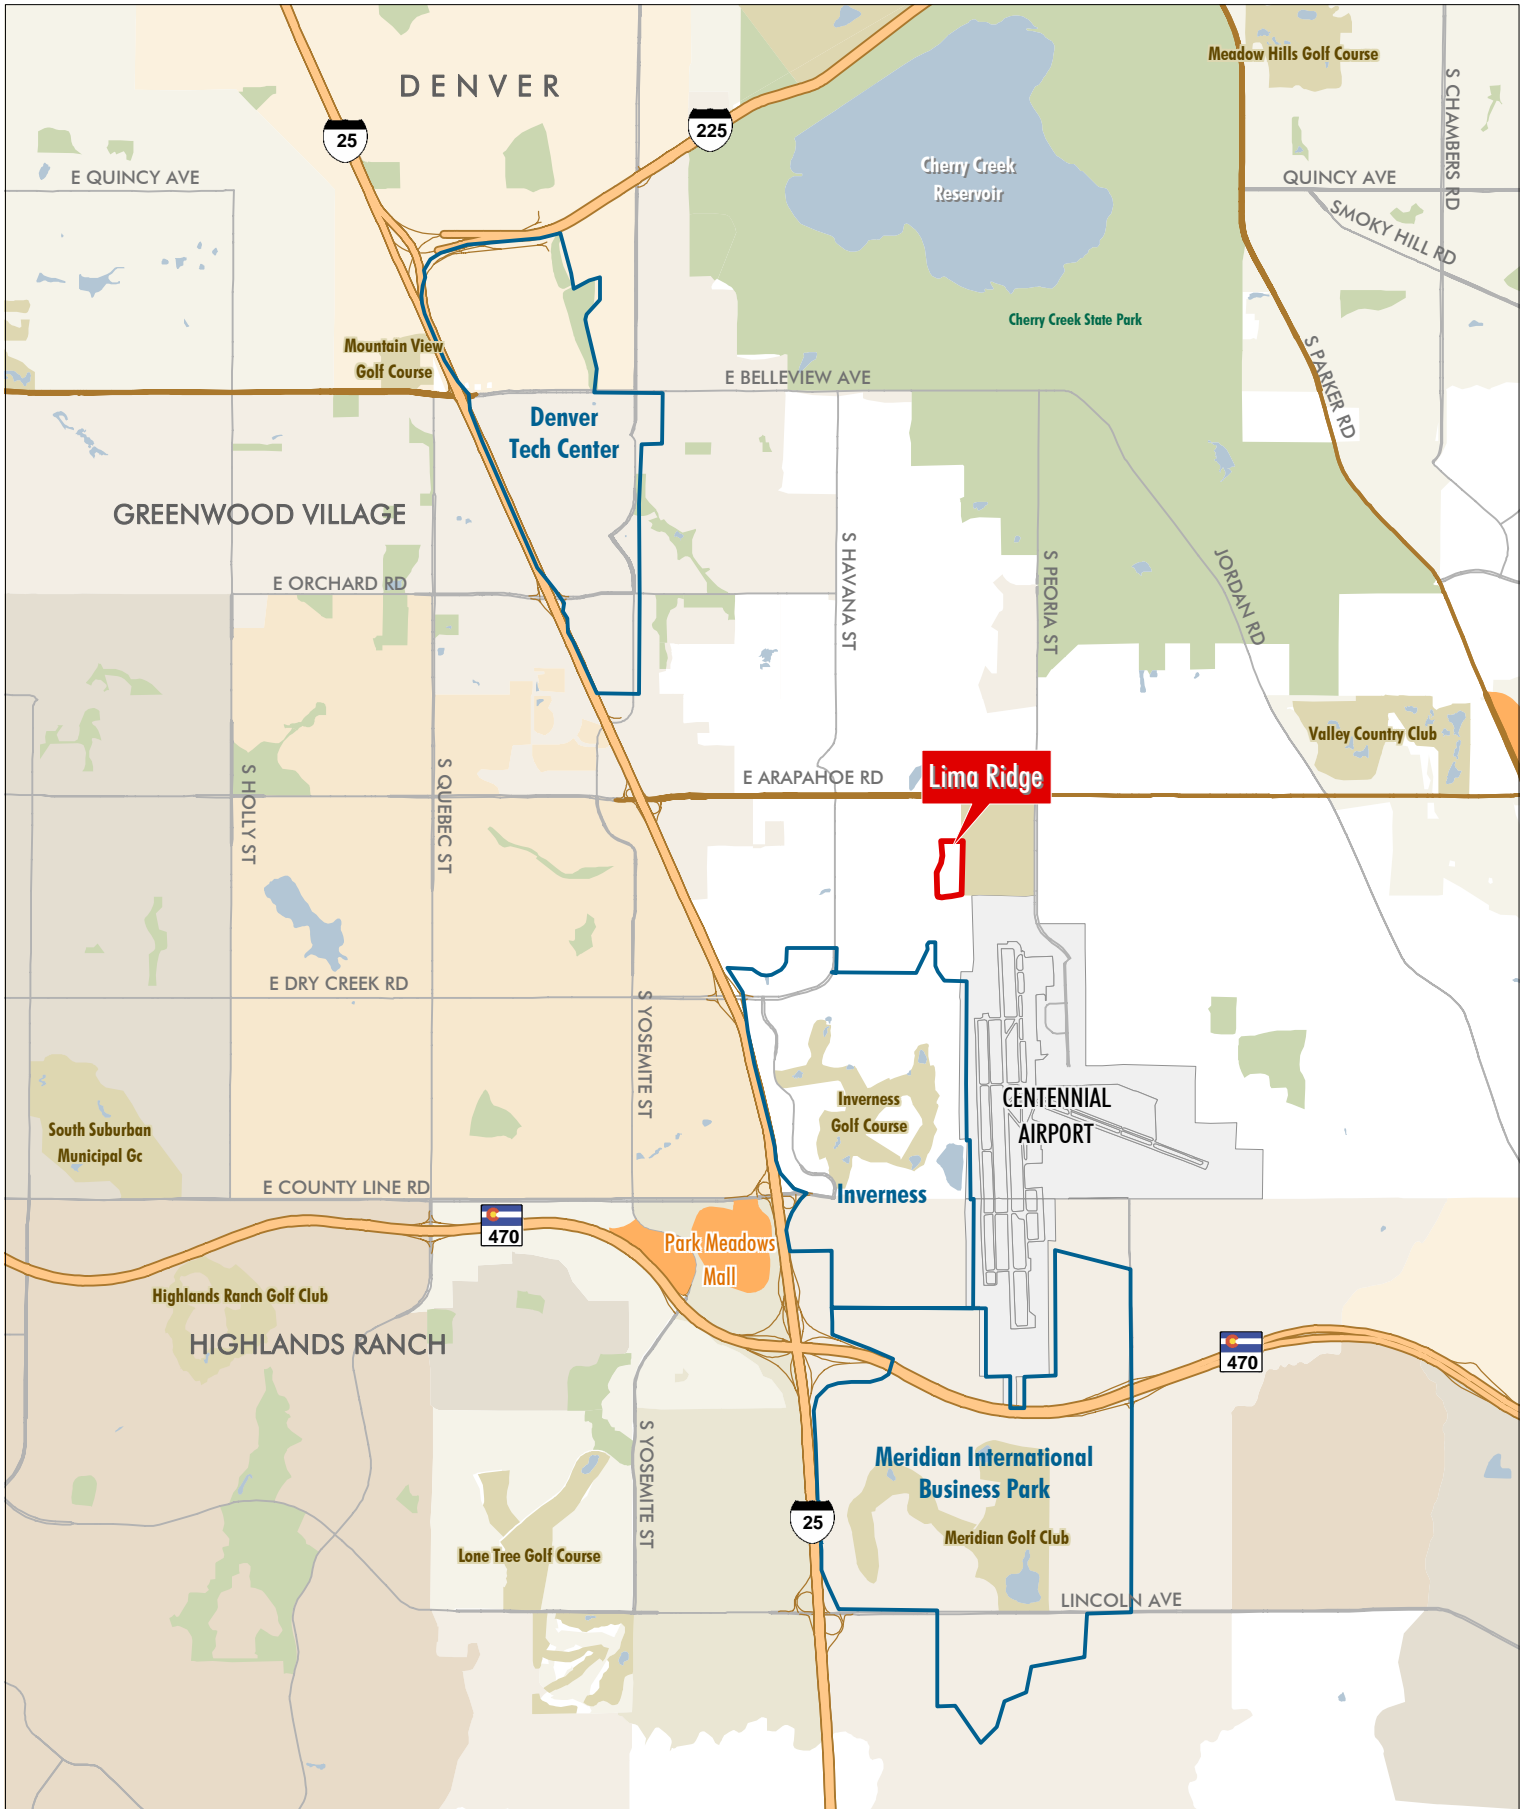 Meadow Hills Golf Course
DENVER
S CHAMBERS RD
25
225
Cherry Creek
Reservoir
E QUINCY AVE
QUINCY AVE
SMOKY HILL RD
Cherry Creek State Park
Mountain View
Golf Course
S PARKER RD
E BELLEVIEW AVE
Denver
Tech Center
GREENWOOD VILLAGE
S HAVANA ST
S PEORIA ST
JORDAN RD
E ORCHARD RD
Valley Country Club
Lima Ridge
E ARAPAHOE RD
S HOLLY ST
S QUEBEC ST
E DRY CREEK RD
S YOSEMITE ST
Inverness
Golf Course
CENTENNIAL
AIRPORT
South Suburban
Municipal Gc
E COUNTY LINE RD
Inverness
470
Park Meadows
Mall
Highlands Ranch Golf Club
HIGHLANDS RANCH
470
S YOSEMITE ST
Meridian International
Business Park
25
Meridian Golf Club
Lone Tree Golf Course
LINCOLN AVE